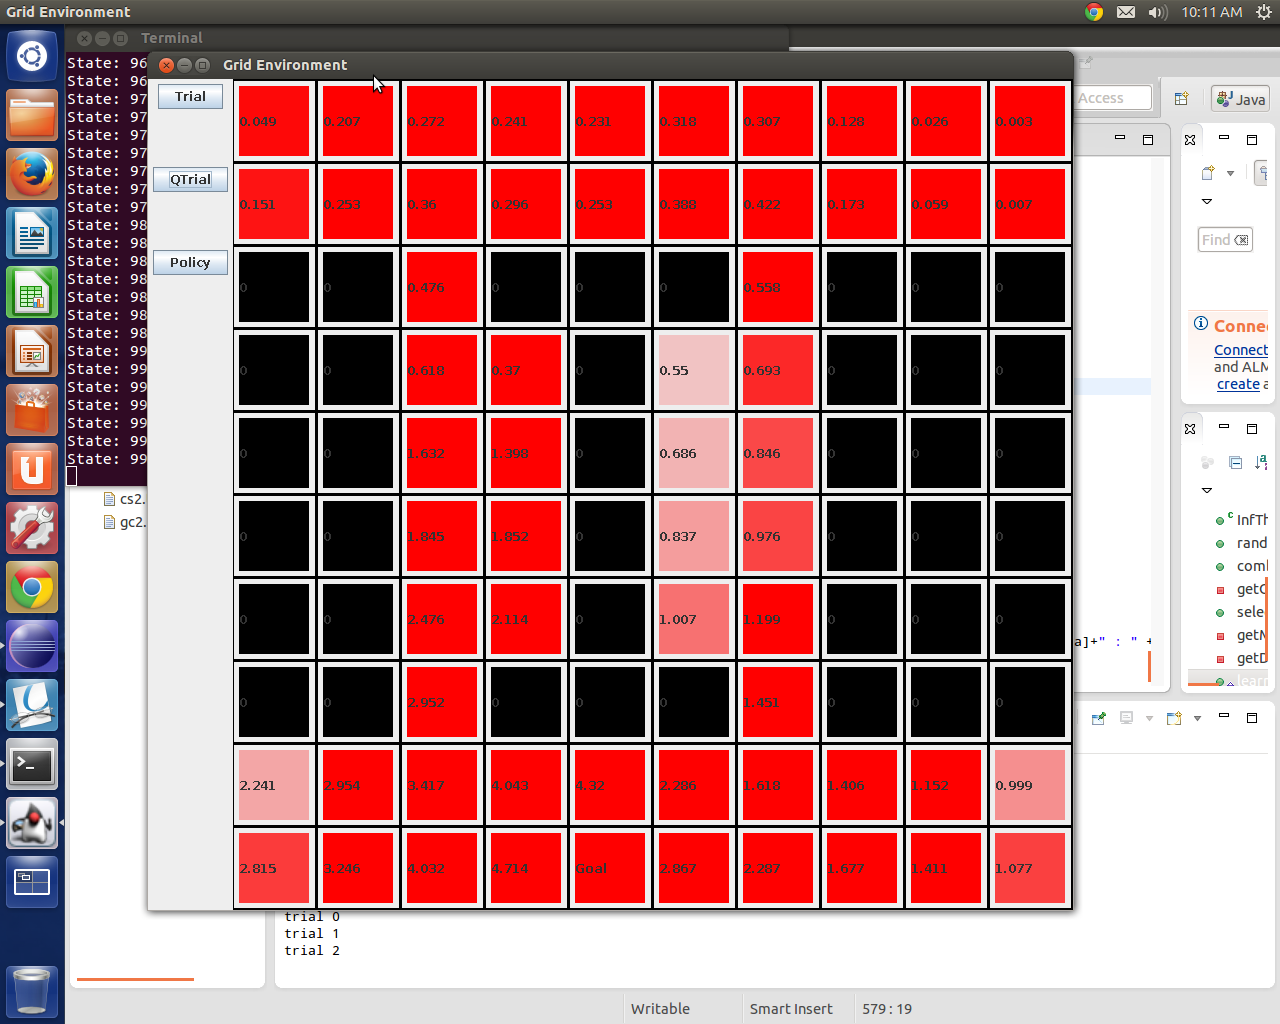 Grid Environment
10:11 AM
Terminal
State: 96
State: 96
State: 97
State: 97
State: 97
State: 97
State: 97
State: 97
State: 97
State: 98
State: 98
State: 98
State: 98
State: 98
State: 98
State: 98
State: 99
State: 99
State: 99
State: 99
State: 99
State: 99
State: 99
Grid Environment
Trial
QTrial
Policy
0.049 0.207 0.272 0.241 0.231 0.318 0.307 0.128 0.026 0.003
0.151 0.253 0.36 0.296 0.253 0.388 0.422 0.173 0.059 0.007
0 0 0.476 0 0 0 0.558 0 0 0
0 0 0.618 0.37 0 0.55 0.693 0 0 0
0 0 1.632 1.398 0 0.686 0.846 0 0 0
0 0 1.845 1.852 0 0.837 0.976 0 0 0
0 0 2.476 2.114 0 1.007 1.199 0 0 0
0 0 2.952 0 0 0 1.451 0 0 0
2.241 2.954 3.417 4.043 4.32 2.286 1.618 1.406 1.152 0.999
2.815 3.246 4.032 4.714 Goal 2.867 2.287 1.677 1.411 1.077
cs2.
gc2.
Access
Java
Find
Connec
Connect
and ALM
create a
InfTh
rand
coml
getC
sele
getM
getD
learn
a]+" : " +
trial 0
trial 1
trial 2
Writable
Smart Insert
579 : 19